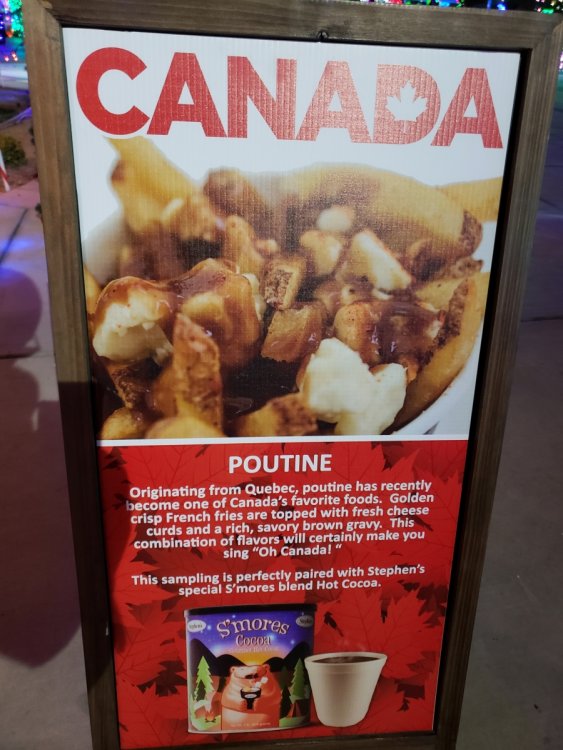 CANADA
POUTINE
Originating from Quebec, poutine has recently
become one of Canada's favorite foods. Golden
crisp French fries are topped with fresh cheese
curds and a rich, savory brown gravy. This
combination of flavors will certainly make you
sing "Oh Canada! "
This sampling is perfectly paired with Stephen's
special S'mores blend Hot Cocoa.
S'mores
Cocoa